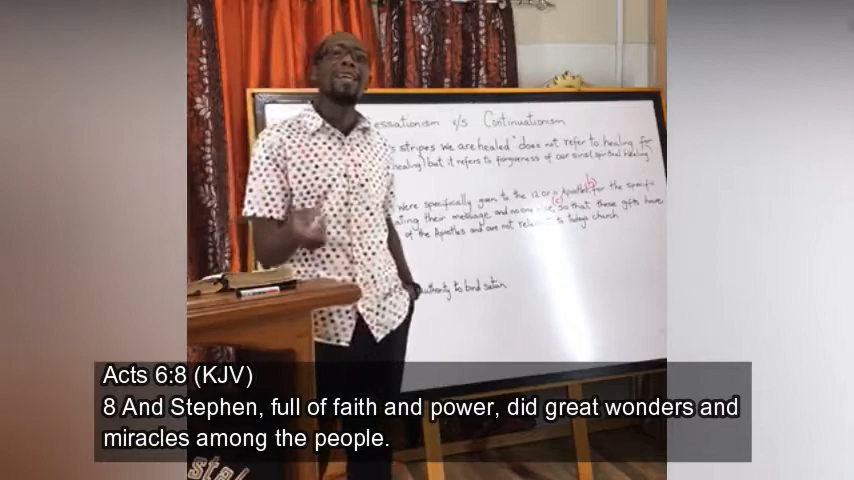 essationism v/s Continuationism
stripes we are healed" does not refer to healing for
healing) but it refers to forgiveness of our sins (spiritual healing)
(b)
Were specifically given to the 12 or Apostles for the specific
(c)
ating their message and no one else, so that these gifts have
of the Apostles and are not relevant to todays church
authority to bind satan
Acts 6:8 (KJV)
8 And Stephen, full of faith and power, did great wonders and
miracles among the people.